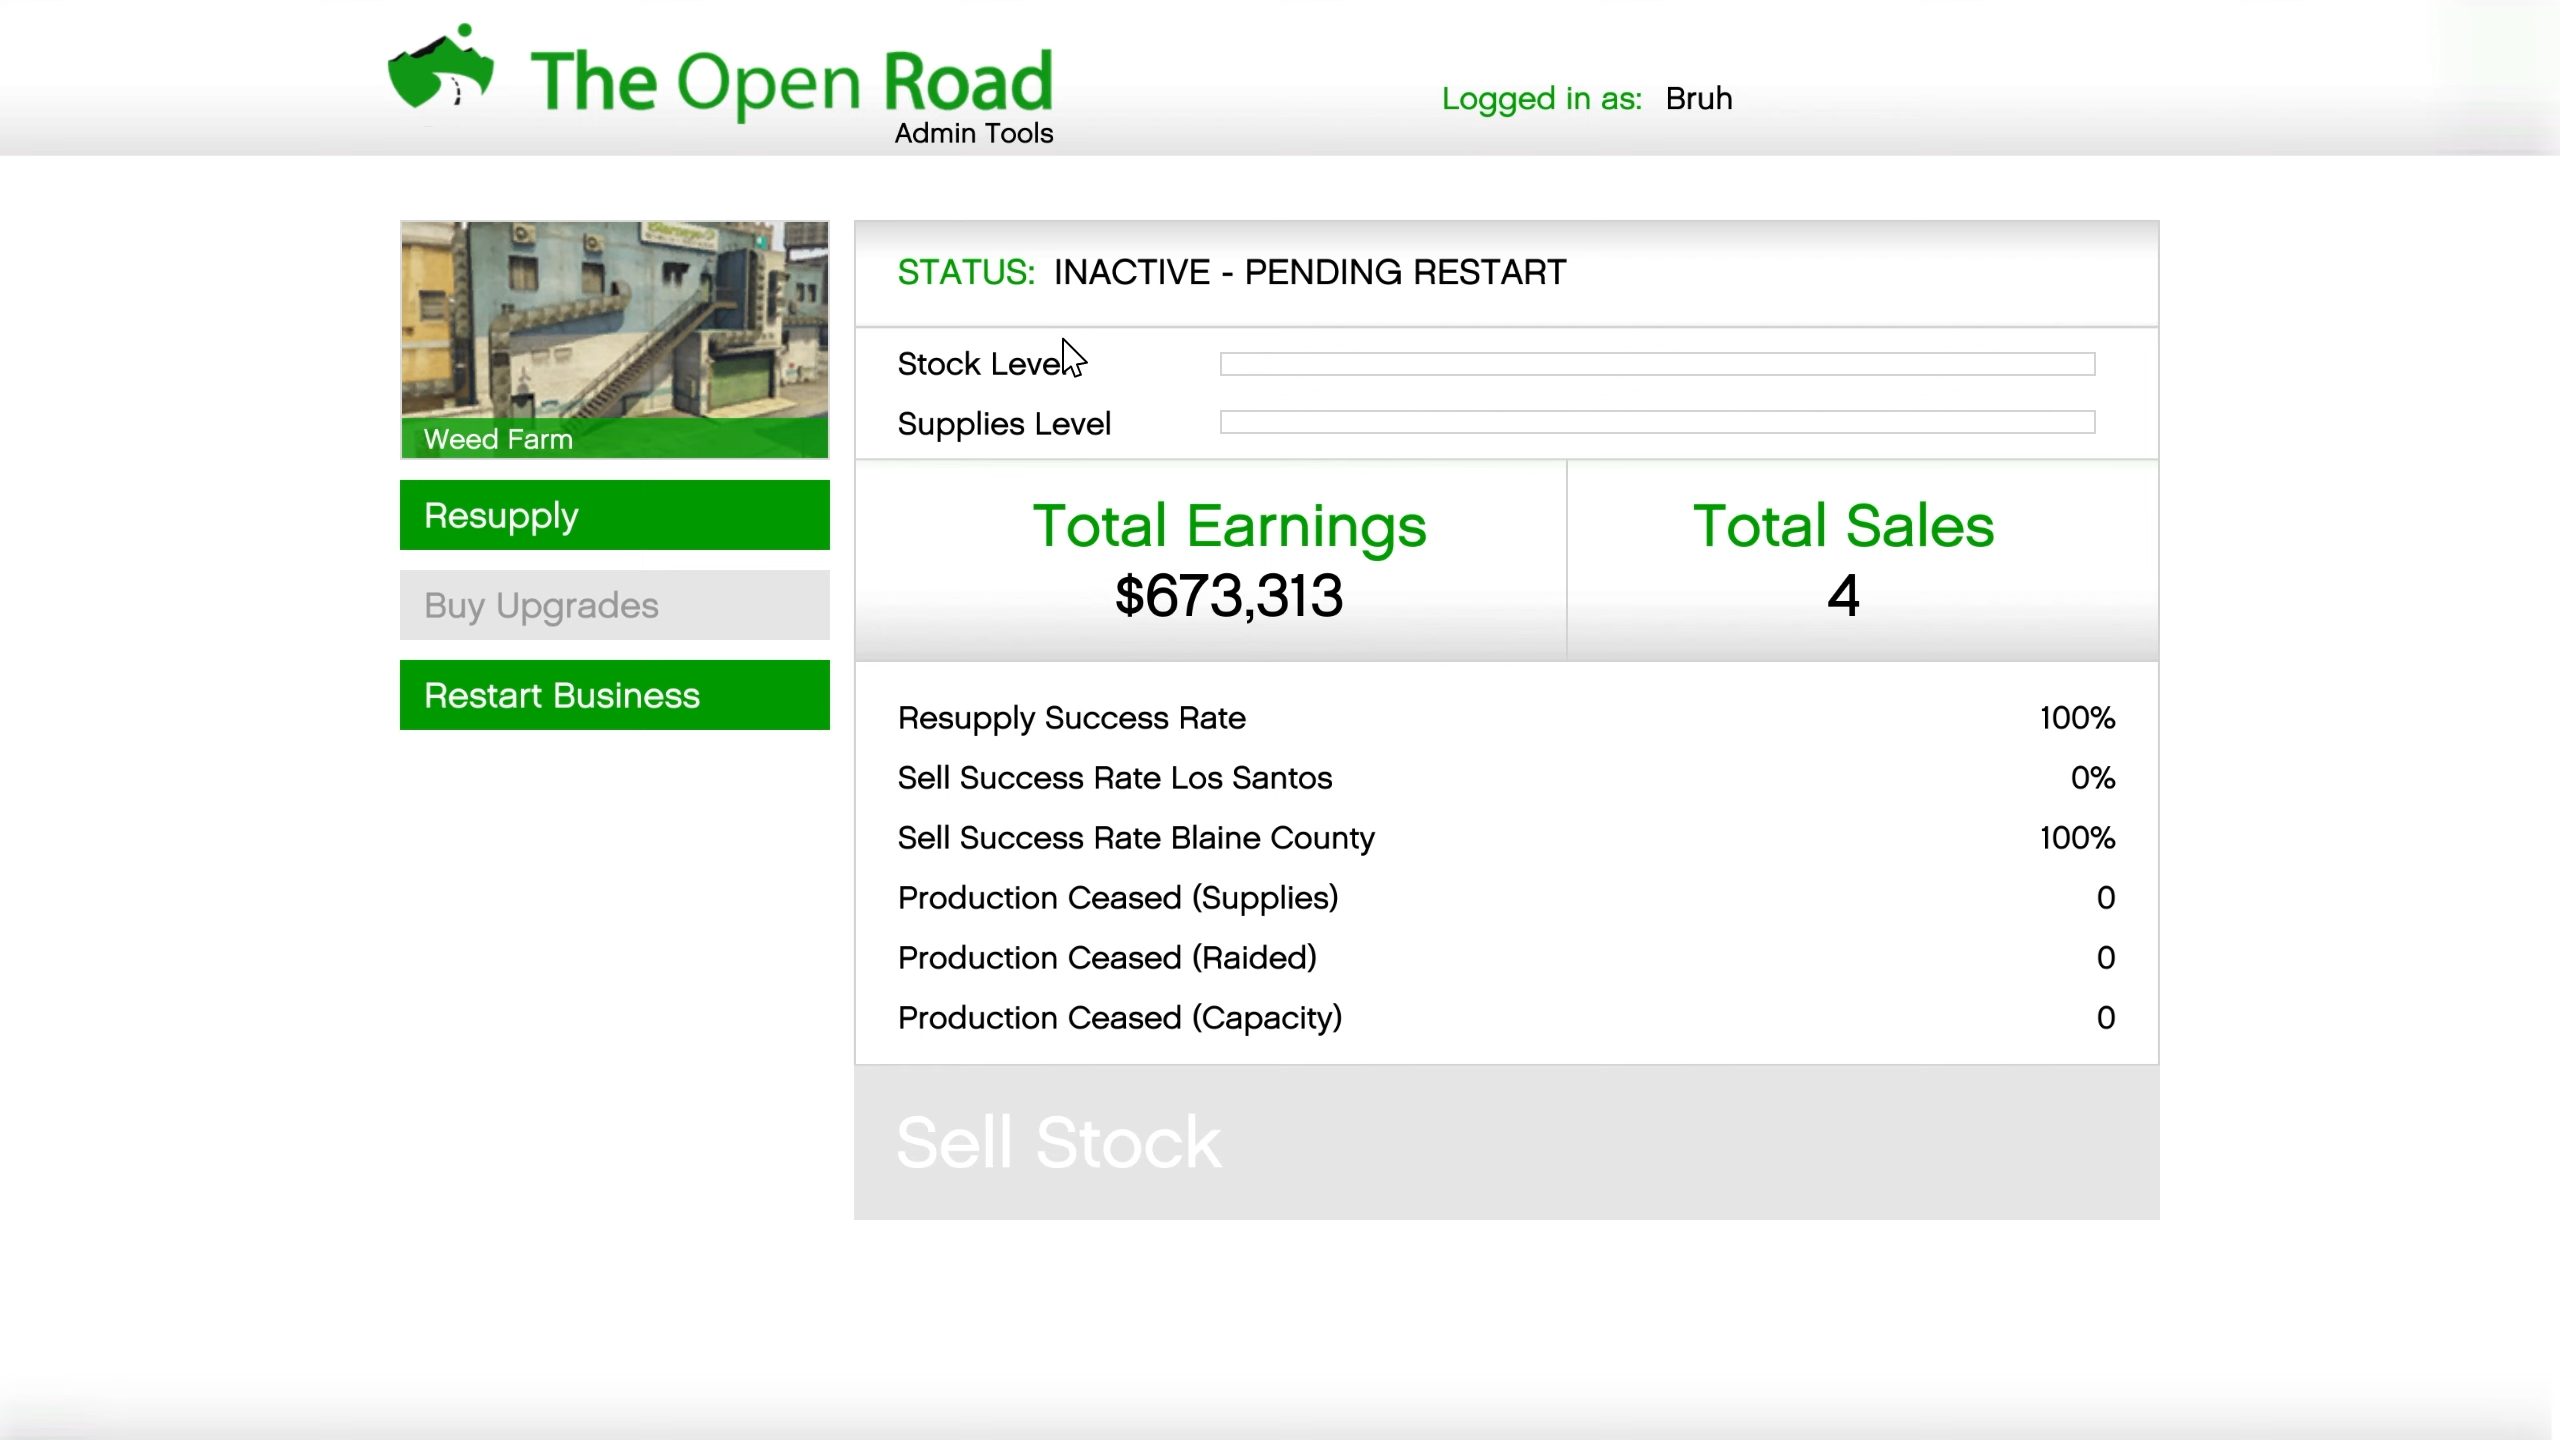 The Open Road
Admin Tools
Logged in as: Bruh
Weed Farm
Resupply
Buy Upgrades
Restart Business
STATUS: INACTIVE - PENDING RESTART
Stock Level
Supplies Level
Total Earnings
$673,313
Total Sales
4
Resupply Success Rate 100%
Sell Success Rate Los Santos 0%
Sell Success Rate Blaine County 100%
Production Ceased (Supplies) 0
Production Ceased (Raided) 0
Production Ceased (Capacity) 0
Sell Stock